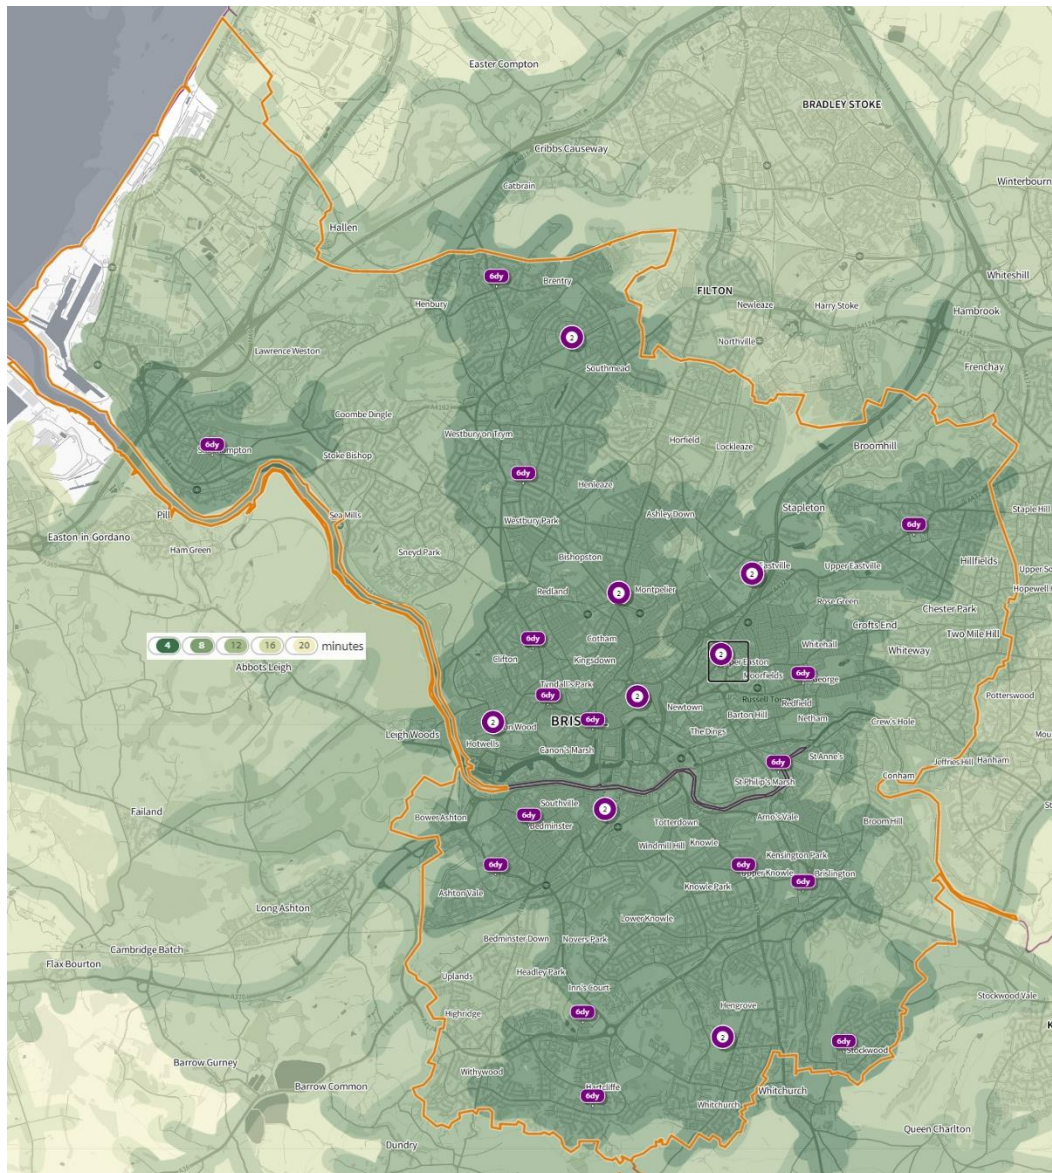 Easter Compton
BRADLEY STOKE
Cribbs Causeway
Winterbourn
Catbrain
Hallen
Whiteshill
6dy
Brentry
FILTON
Henbury
Newleaze
Harry Stoke
Hambrook
2
Northville
Lawrence Weston
Southmead
Frenchay
Coombe Dingle
A4162
Westbury on Trym
Horfield
Lockleaze
Broomhill
6dy
Stoke Bishop
6dy
Henleaze
Pill
Sea Mills
Westbury Park
Ashley Down
Stapleton
6dy
Staple Hill
Easton-in-Gordano
Ham Green
Sneyd Park
Bishopston
Eastville
2
Upper Eastville
Hillfields
Redland
2
Montpelier
Rose Green
Chester Park
Crofts End
Two Mile Hill
4 8 12 16 20 minutes
6dy
Cotham
Whitehall
Whiteway
Abbots Leigh
Clifton
Kingsdown
2
Moorfields
6dy
Tyndall's Park
6dy
2
Newtown
Redfield
Potterswood
Leigh Woods
2
6dy
Barton Hill
Netham
Crew's Hole
Hotwells
Canon's Marsh
The Dings
St Anne's
6dy
Jeffries Hill
Hanham
Conham
St Philip's Marsh
Failand
Bower Ashton
Southville
2
6dy
Bedminster
Totterdown
Arno's Vale
Broom Hill
Windmill Hill
Knowle
6dy
6dy
Kensington Park
Upper Knowle
Brislington
6dy
Ashton Vale
Knowle Park
Long Ashton
Lower Knowle
Cambridge Batch
Bedminster Down
Novers Park
Flax Bourton
Uplands
Headley Park
Inn's Court
Stockwood Vale
Highridge
6dy
Hengrove
2
6dy
Stockwood
Barrow Gurney
Withywood
Barrow Common
Hartcliffe
6dy
Whitchurch
Whitchurch
Queen Charlton
Dundry